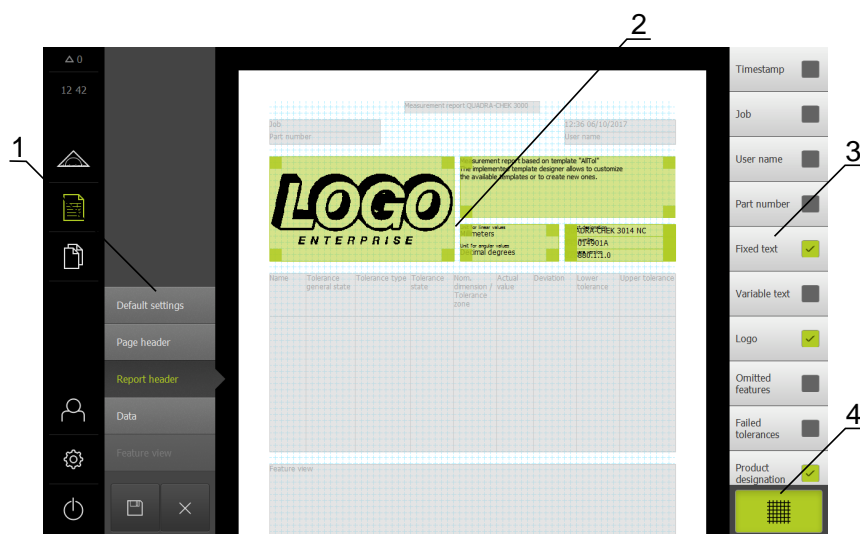 2
0
12 42
1
Default settings
Page header
Report header
Data
Feature view
Measurement report QUADRA-CHEK 3000
Job
Part number
12:36 06/10/2017
User name
LOGO
ENTERPRISE
Measurement report based on template "AllTol"
The implemented template designer allows to customize
the available templates or to create new ones.
Unit for linear values
Unit for angular values
Decimal degrees
3014 NC
Name
Tolerance
general state
Tolerance type
Tolerance
state
Nom.
dimension /
Tolerance
zone
Actual
value
Deviation
Lower
tolerance
Upper tolerance
Feature view
Timestamp
Job
User name
Part number
3
Fixed text
Variable text
Logo
Omitted
features
Failed
tolerances
4
Product
designation